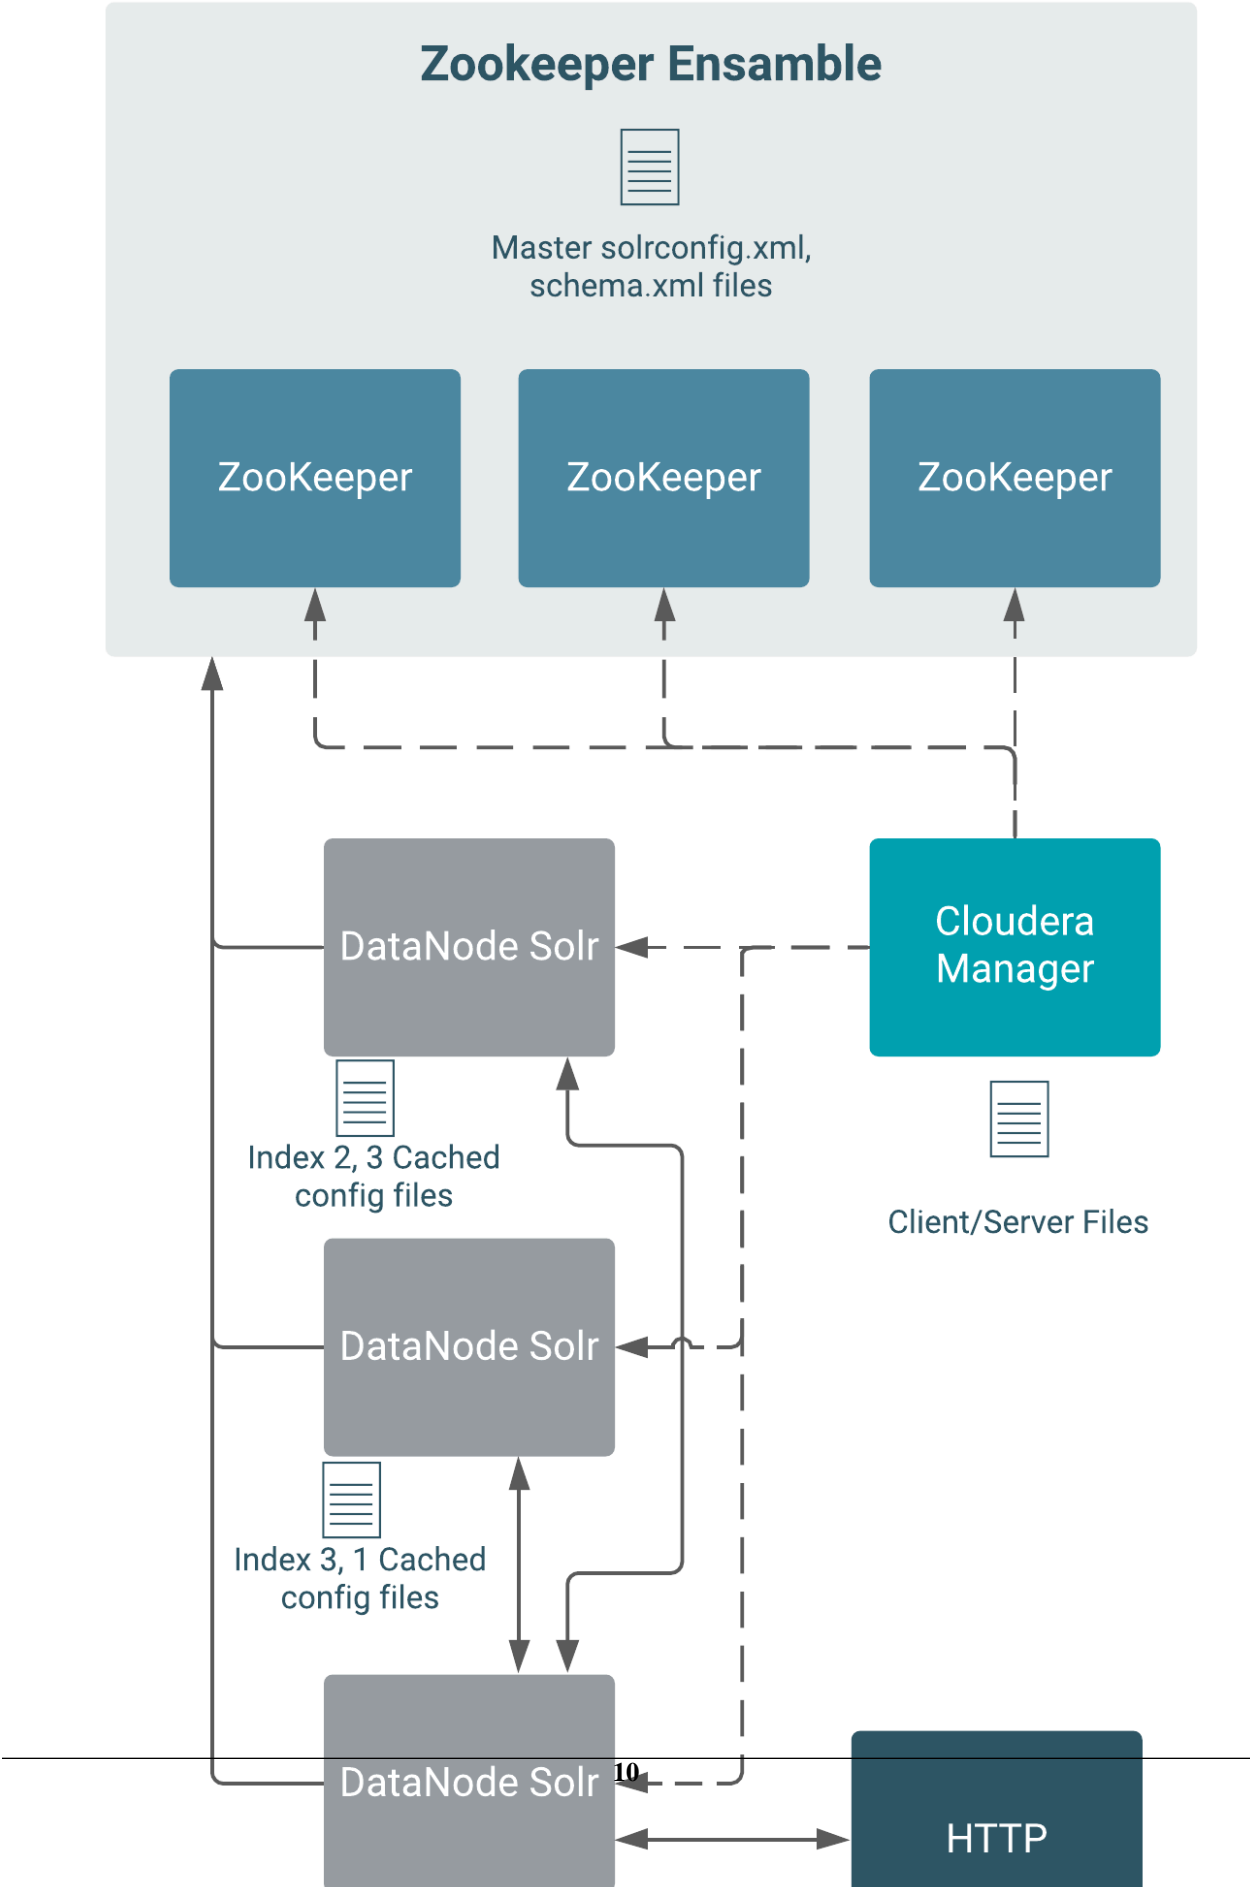 Zookeeper Ensamble
Master solrconfig.xml,
schema.xml files
ZooKeeper
ZooKeeper
ZooKeeper
DataNode Solr
Cloudera
Manager
Index 2, 3 Cached
config files
Client/Server Files
DataNode Solr
Index 3, 1 Cached
config files
DataNode Solr
10
HTTP